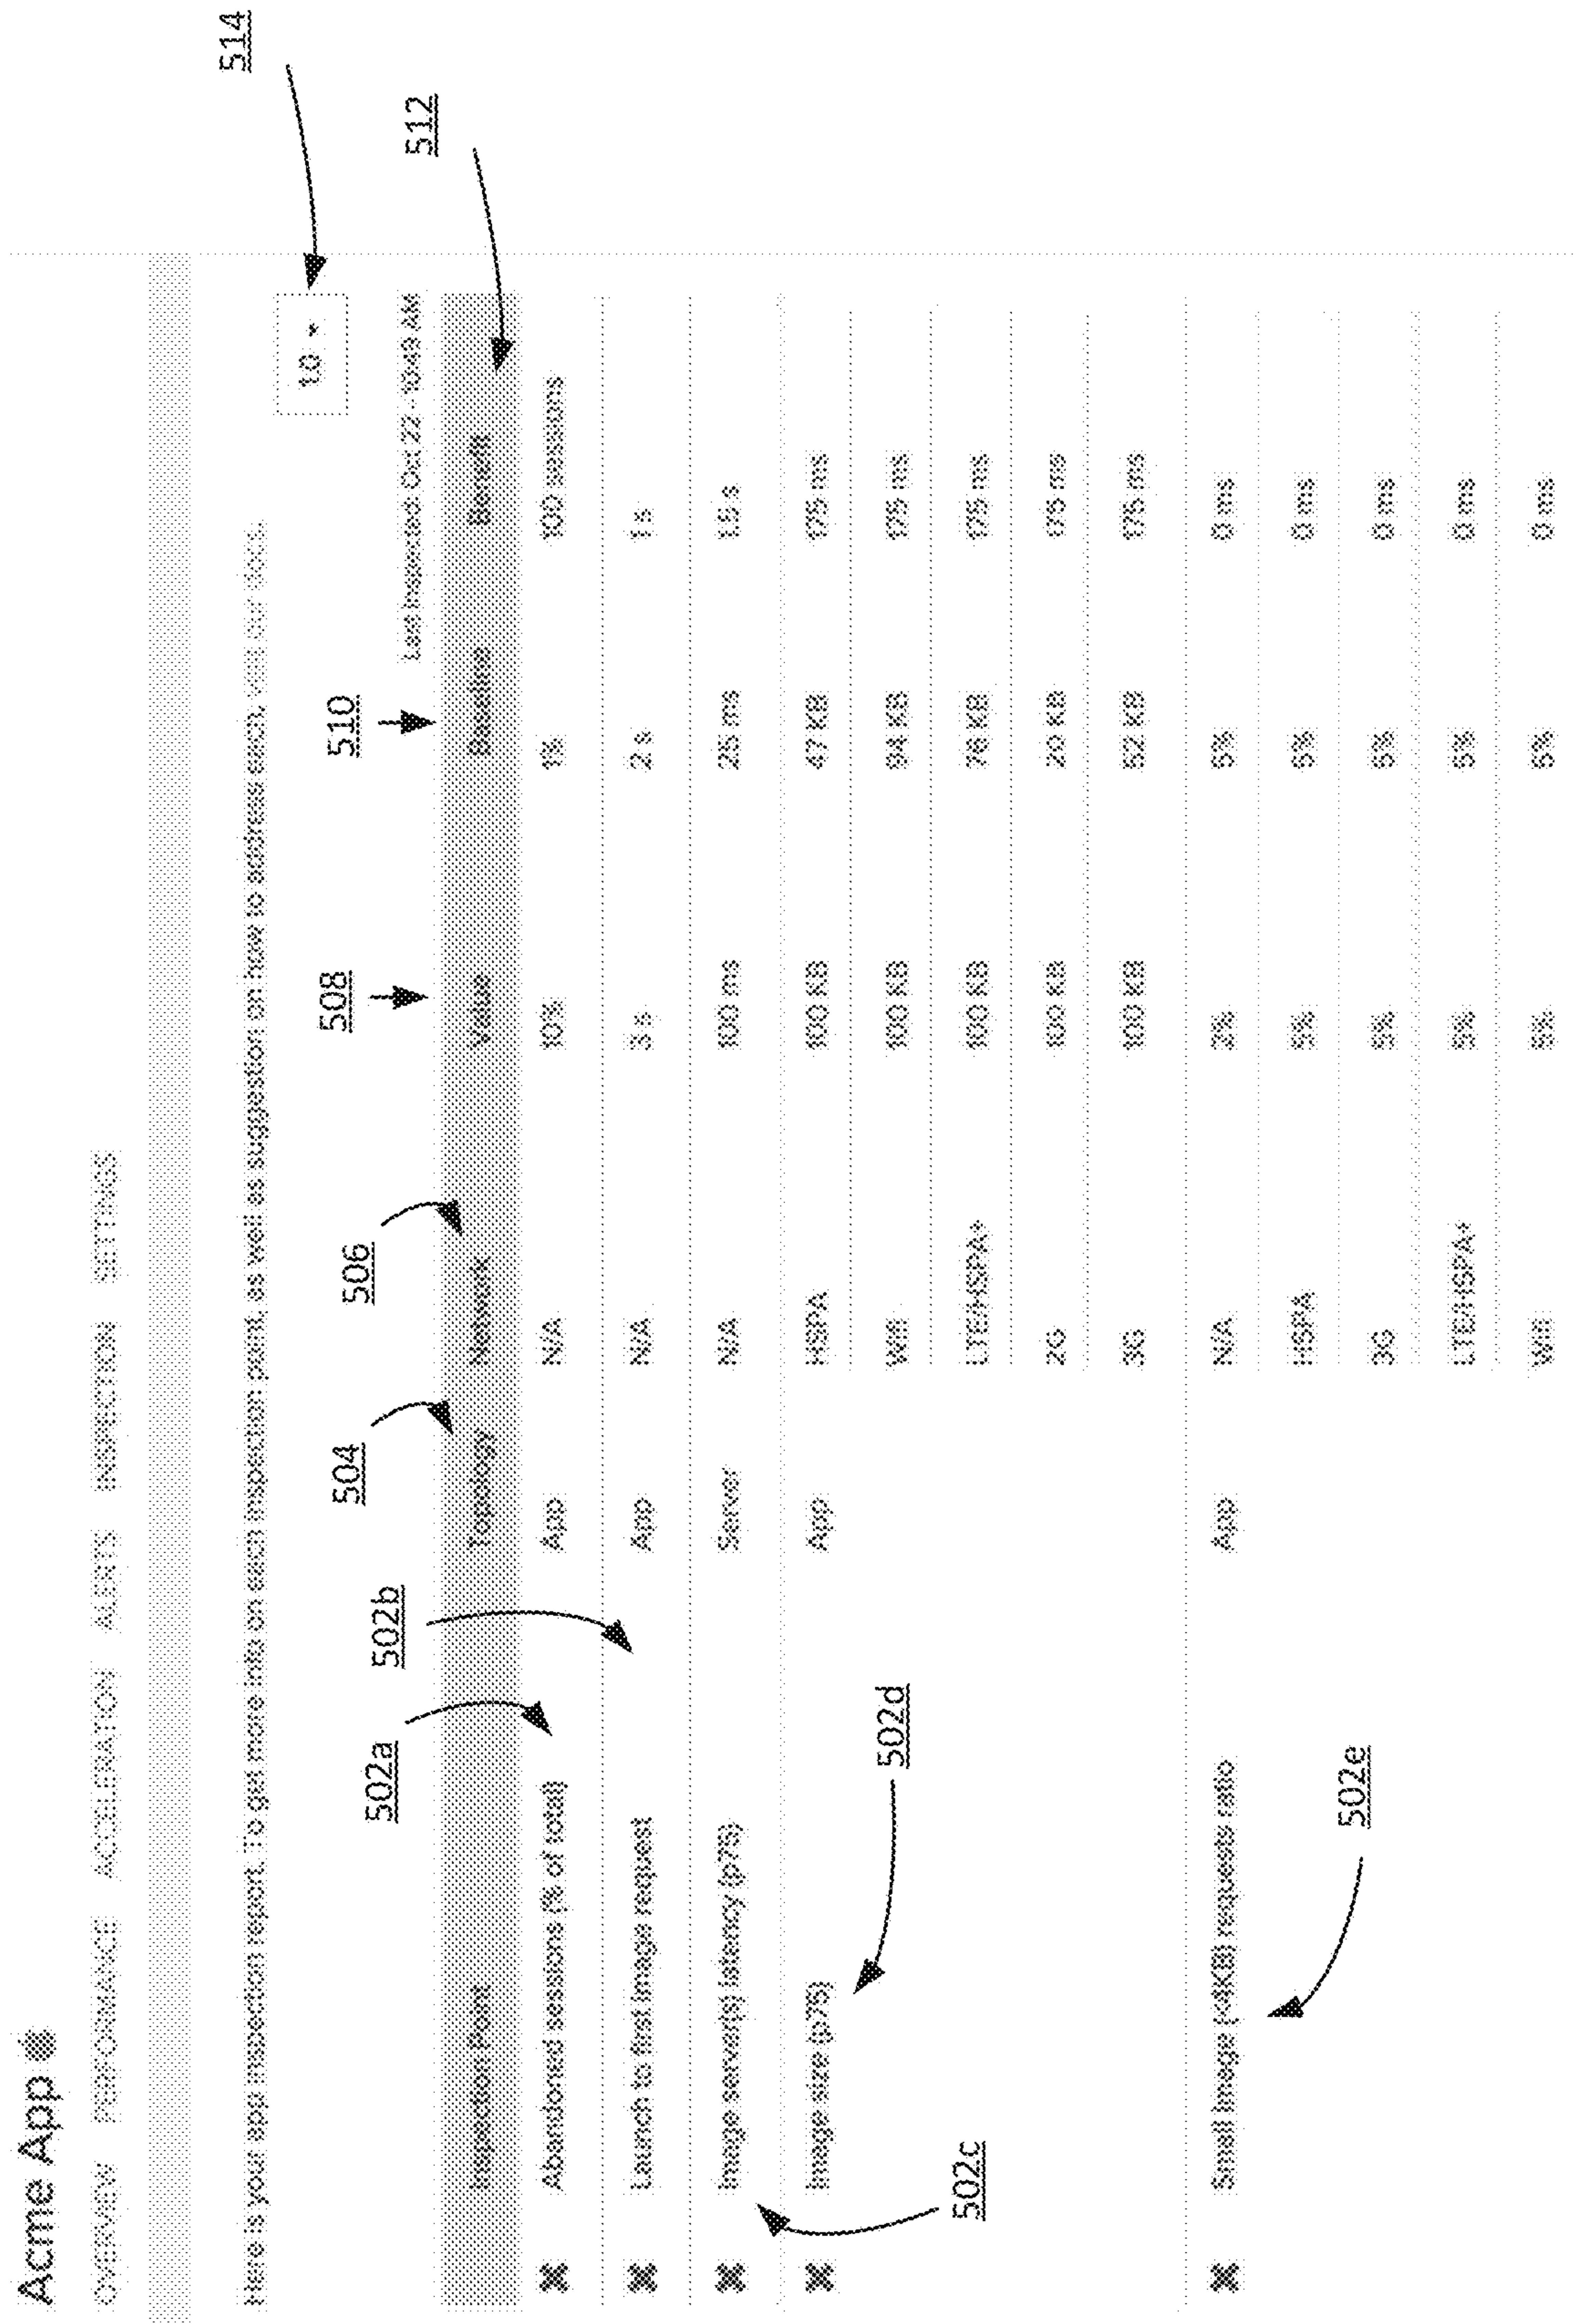 Acme App
OVERVIEW PERFORMANCE ACCELERATION ALERTS INSPECTION SETTINGS
Here is your app inspection report. To get more info on each inspection point, as well as suggestion on how to address each, visit our docs.
514
1.0
512
Last Inspected: Oct 22 - 10:49 AM
502a 502b 504 506 508 510
Inspection Point Topology Network Value Baseline Benefit
Abandoned sessions (% of total) App N/A 10% 1% 100 sessions
Launch to first image request App N/A 3 s 2 s 1 s
Image server(s) latency (p75) Server N/A 100 ms 25 ms 1.5 s
Image size (p75) App HSPA 100 KB 47 KB 175 ms
Wifi 100 KB 94 KB 175 ms
502d
LTE/HSPA+ 100 KB 78 KB 175 ms
502c
2G 100 KB 20 KB 175 ms
3G 100 KB 52 KB 175 ms
Small image (<4KB) requests ratio App N/A 2% 5% 0 ms
HSPA 5% 5% 0 ms
502e
3G 5% 5% 0 ms
LTE/HSPA+ 5% 5% 0 ms
Wifi 5% 5% 0 ms